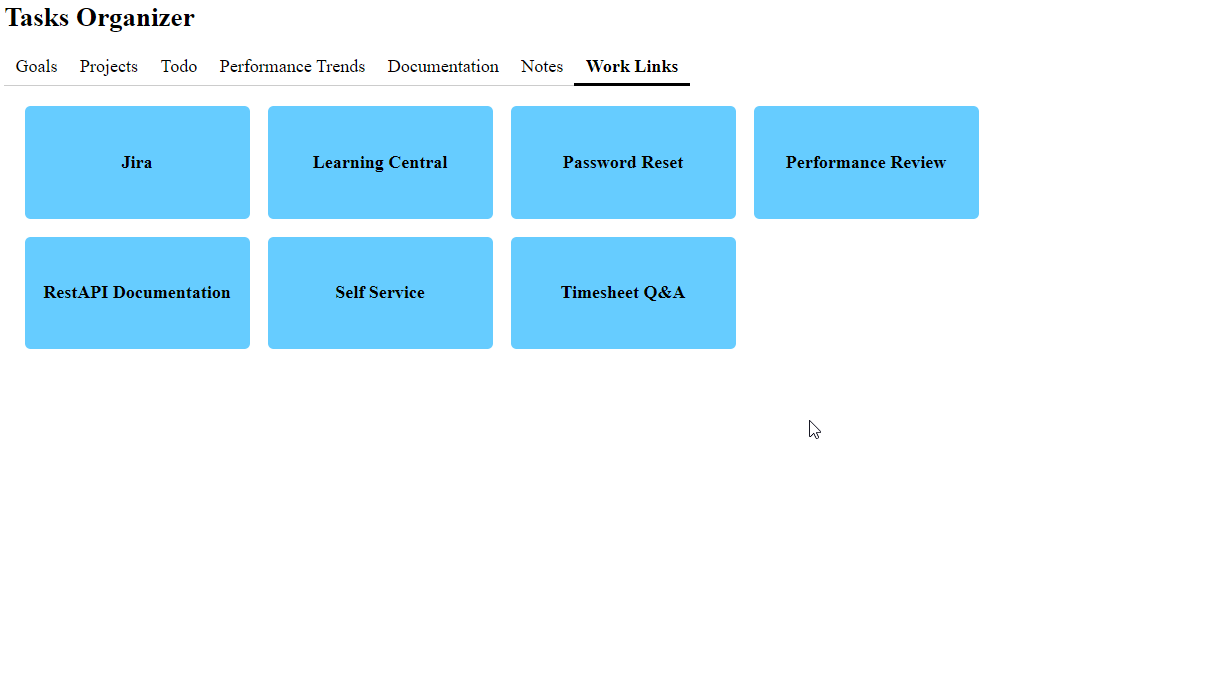 Tasks Organizer
Goals Projects Todo Performance Trends Documentation Notes Work Links
Jira Learning Central Password Reset Performance Review
RestAPI Documentation Self Service Timesheet Q&A